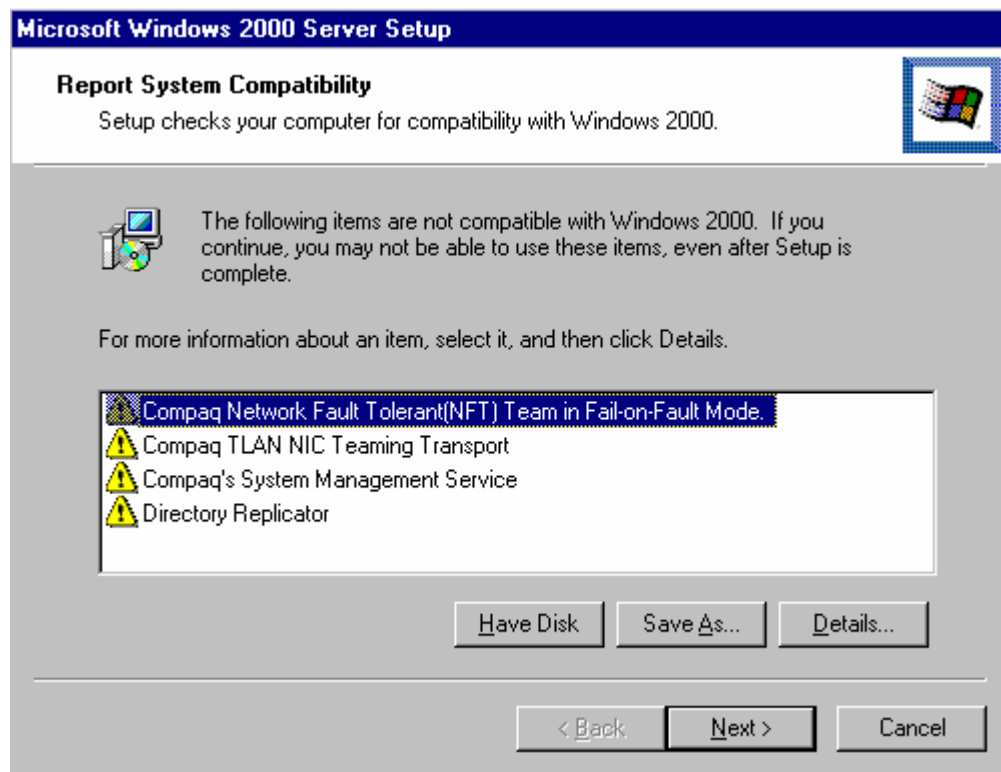 Microsoft Windows 2000 Server Setup
Report System Compatibility
Setup checks your computer for compatibility with Windows 2000.
The following items are not compatible with Windows 2000.  If you
continue, you may not be able to use these items, even after Setup is
complete.
For more information about an item, select it, and then click Details.
Compaq Network Fault Tolerant(NFT) Team in Fail-on-Fault Mode.
Compaq TLAN NIC Teaming Transport
Compaq's System Management Service
Directory Replicator
Have Disk
Save As...
Details...
< Back
Next >
Cancel